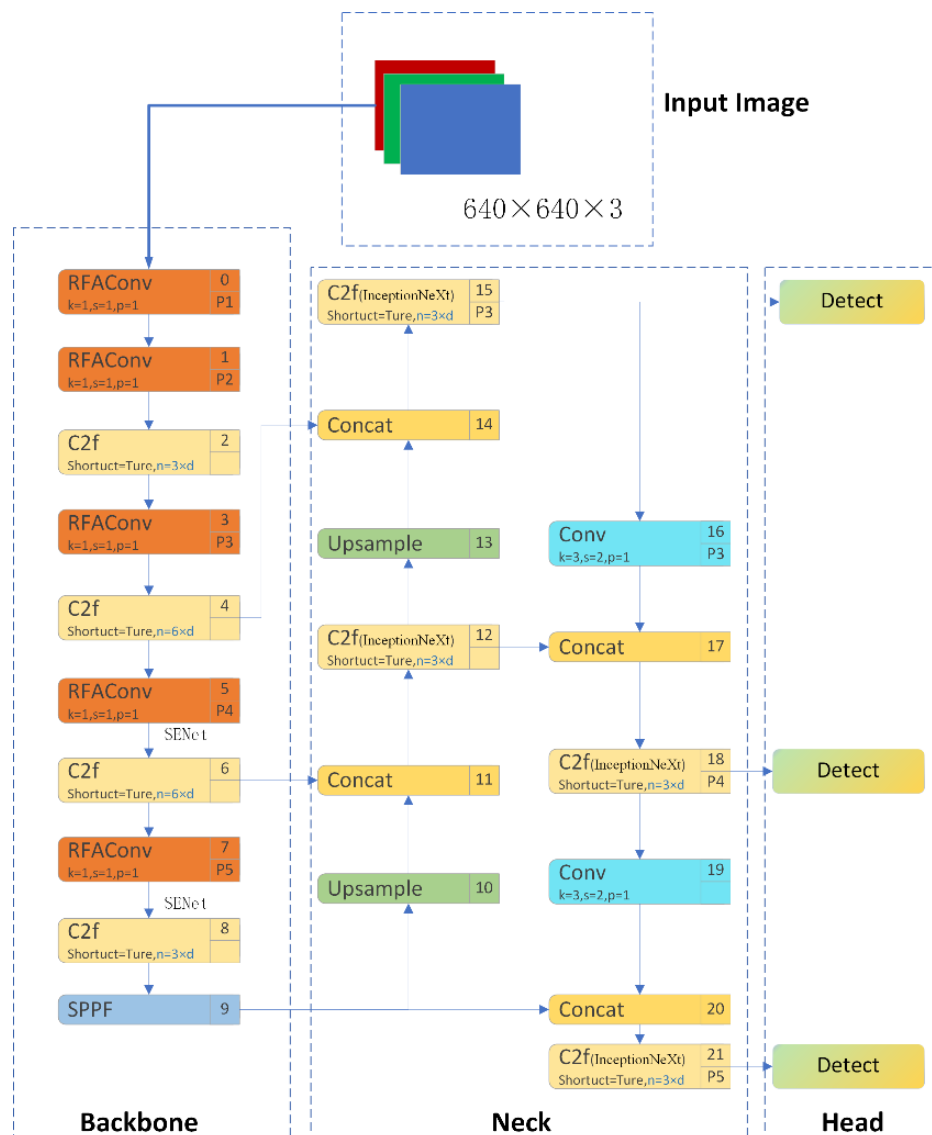 Input Image
640×640×3
RFAConv 0
k=1,s=1,p=1 P1
RFAConv 1
k=1,s=1,p=1 P2
C2f 2
Shortuct=Ture,n=3×d
RFAConv 3
k=1,s=1,p=1 P3
C2f 4
Shortuct=Ture,n=6×d
RFAConv 5
k=1,s=1,p=1 P4
SENet
C2f 6
Shortuct=Ture,n=6×d
RFAConv 7
k=1,s=1,p=1 P5
SENet
C2f 8
Shortuct=Ture,n=3×d
SPPF 9
Backbone
C2f(InceptionNeXt) 15
Shortuct=Ture,n=3×d P3
Concat 14
Upsample 13
C2f(InceptionNeXt) 12
Shortuct=Ture,n=3×d
Concat 11
Upsample 10
Conv 16
k=3,s=2,p=1 P3
Concat 17
C2f(InceptionNeXt) 18
Shortuct=Ture,n=3×d P4
Conv 19
k=3,s=2,p=1
Concat 20
C2f(InceptionNeXt) 21
Shortuct=Ture,n=3×d P5
Neck
Detect
Detect
Detect
Head